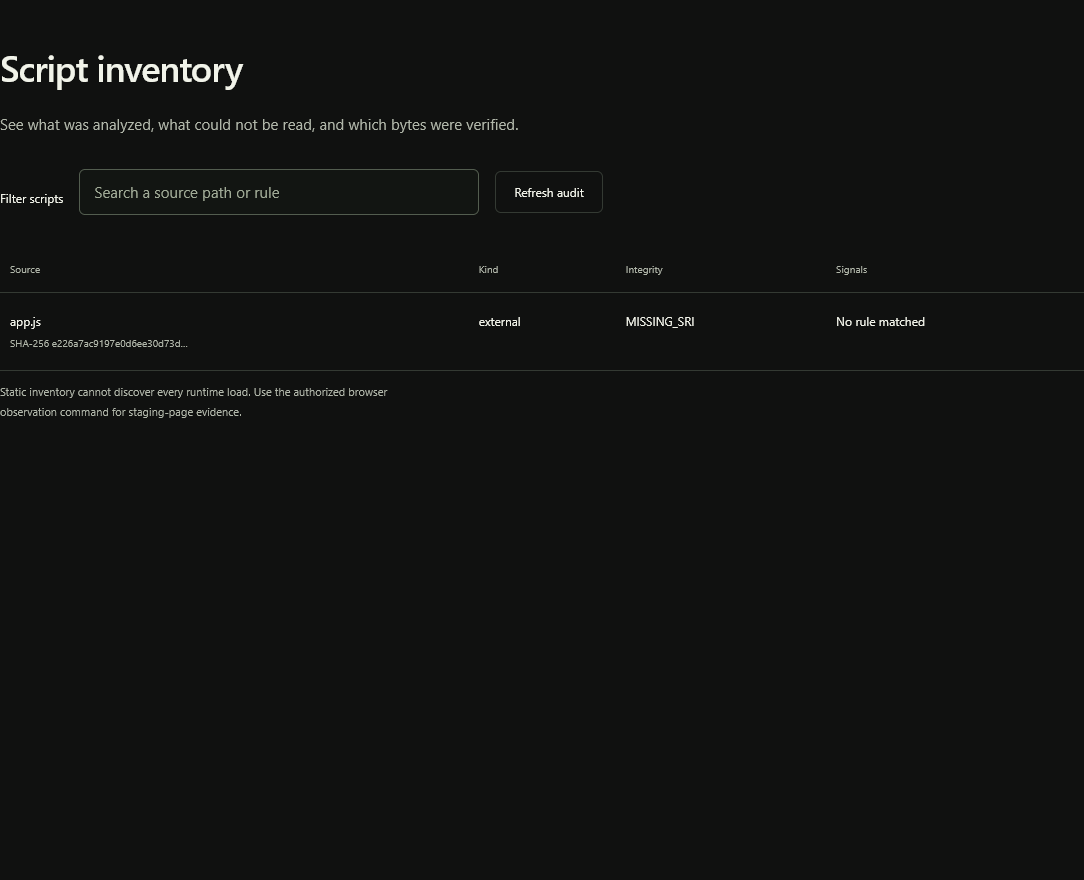 Script inventory
See what was analyzed, what could not be read, and which bytes were verified.
Filter scripts
Search a source path or rule
Refresh audit
Source Kind Integrity Signals
app.js external MISSING_SRI No rule matched
SHA-256 e226a7ac9197e0d6ee30d73d...
Static inventory cannot discover every runtime load. Use the authorized browser
observation command for staging-page evidence.